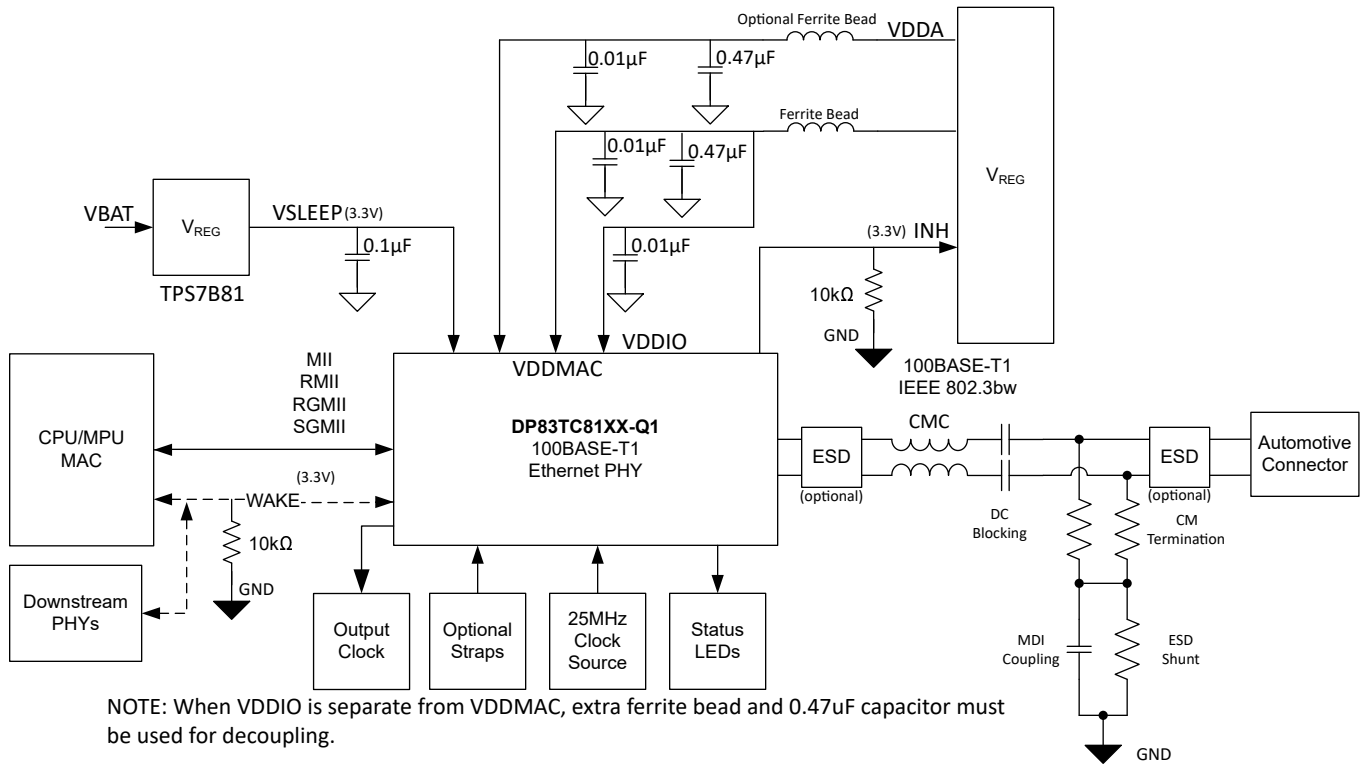 Optional Ferrite Bead
VDDA
0.01µF
0.47µF
Ferrite Bead
0.01µF
0.47µF
V_REG
VBAT
V_REG
VSLEEP(3.3V)
0.1µF
TPS7B81
0.01µF
(3.3V) INH
10kΩ
GND
VDDIO
VDDMAC
100BASE-T1
IEEE 802.3bw
MII
RMII
RGMII
SGMII
CPU/MPU
MAC
DP83TC81XX-Q1
100BASE-T1
Ethernet PHY
ESD
(optional)
CMC
DC
Blocking
ESD
(optional)
Automotive
Connector
(3.3V)
WAKE
10kΩ
GND
CM
Termination
Downstream
PHYs
Output
Clock
Optional
Straps
25MHz
Clock
Source
Status
LEDs
MDI
Coupling
ESD
Shunt
GND
NOTE: When VDDIO is separate from VDDMAC, extra ferrite bead and 0.47uF capacitor must
be used for decoupling.